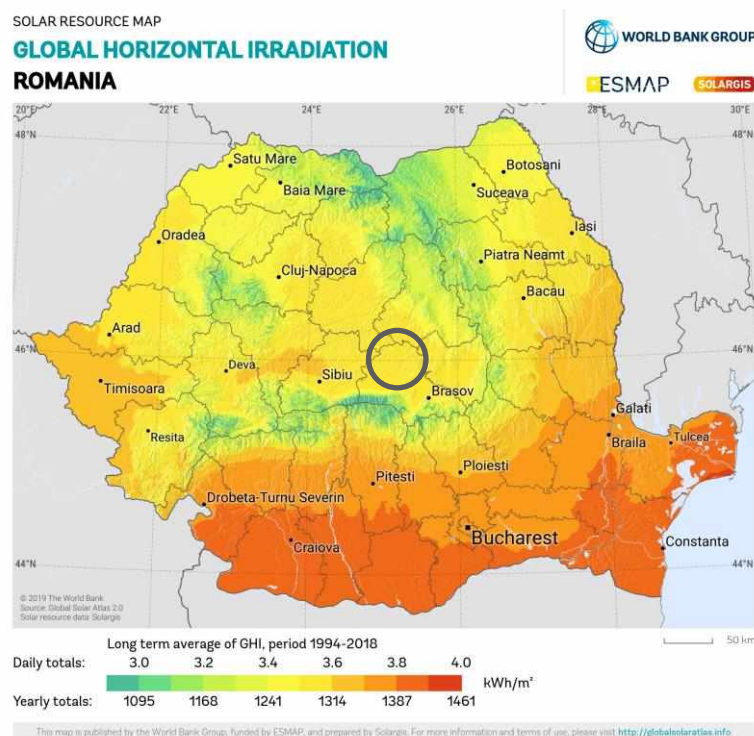 SOLAR RESOURCE MAP
GLOBAL HORIZONTAL IRRADIATION
ROMANIA
WORLD BANK GROUP
ESMAP
SOLARGIS
20°E
22°E
24°E
26°E
28°E
30°E
48°N
48°N
Satu Mare
Botosani
Baia Mare
Suceava
Iasi
Oradea
Piatra Neamt
Cluj-Napoca
Bacau
Arad
46°N
46°N
Deva
Sibiu
Timisoara
Brasov
Galati
Resita
Braila
Tulcea
Ploiesti
Pitesti
Drobeta-Turnu Severin
Bucharest
Craiova
Constanta
44°N
44°N
© 2019 The World Bank
Source: Global Solar Atlas 2.0
Solar resource data: Solargis
50 km
Long term average of GHI, period 1994-2018
Daily totals: 3.0 3.2 3.4 3.6 3.8 4.0
kWh/m²
Yearly totals: 1095 1168 1241 1314 1387 1461
This map is published by the World Bank Group, funded by ESMAP, and prepared by Solargis. For more information and terms of use, please visit http://globalsolaratlas.info.